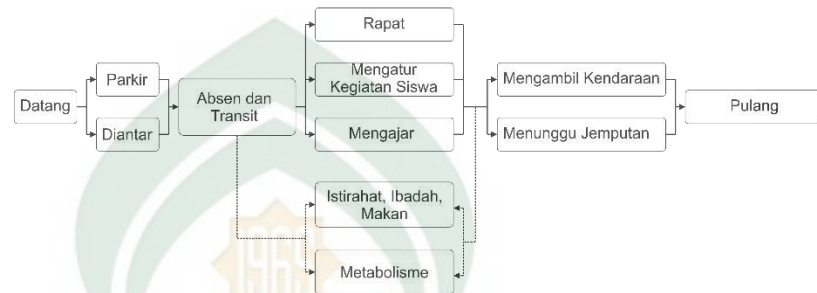 Datang
Parkir
Diantar
Absen dan
Transit
Rapat
Mengatur
Kegiatan Siswa
Mengajar
Istirahat, Ibadah,
Makan
Metabolisme
Mengambil Kendaraan
Menunggu Jemputan
Pulang
1969